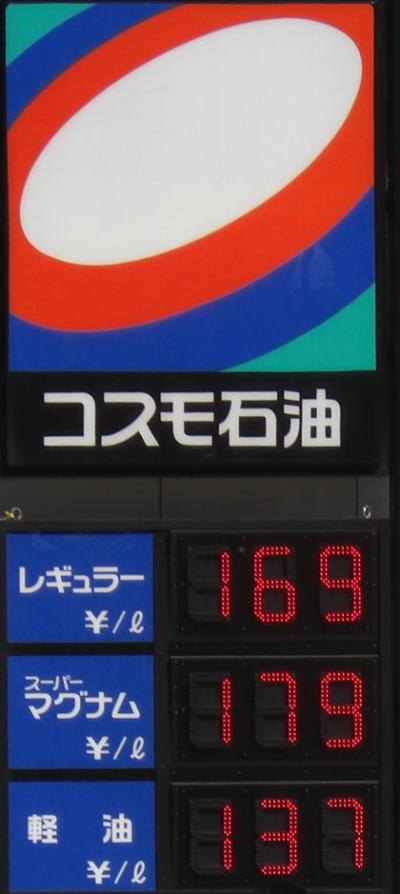 コスモ石油
レギュラー
¥/ℓ
169
スーパー
マグナム
¥/ℓ
179
軽 油
¥/ℓ
137